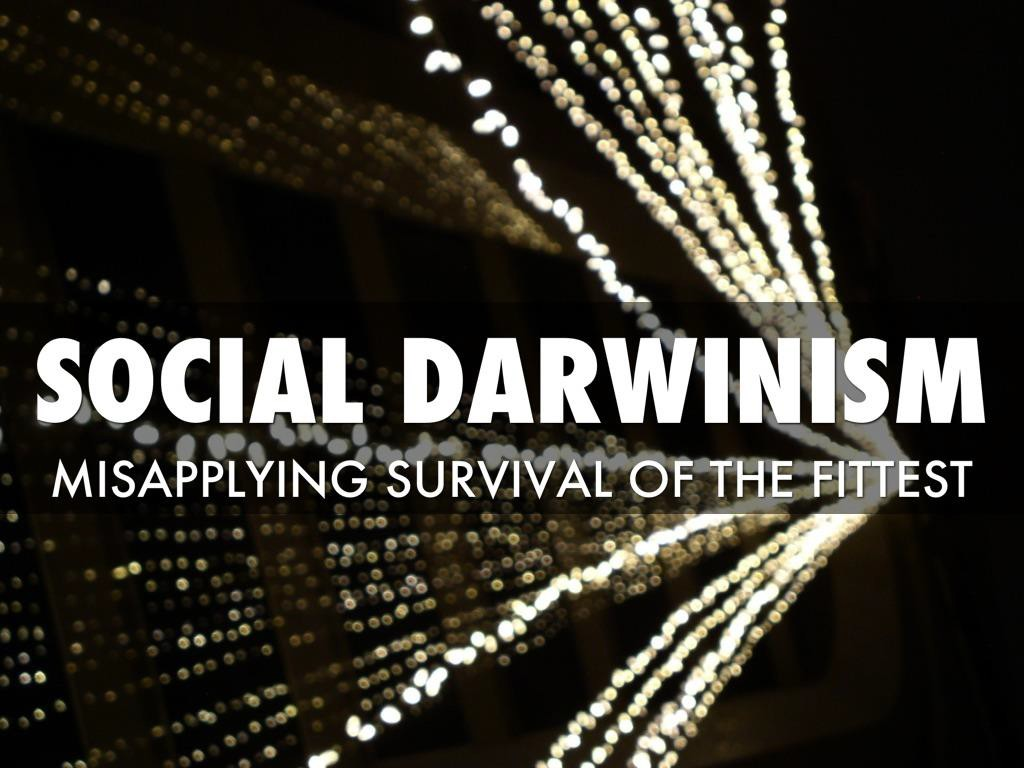 SOCIAL DARWINISM
MISAPPLYING SURVIVAL OF THE FITTEST